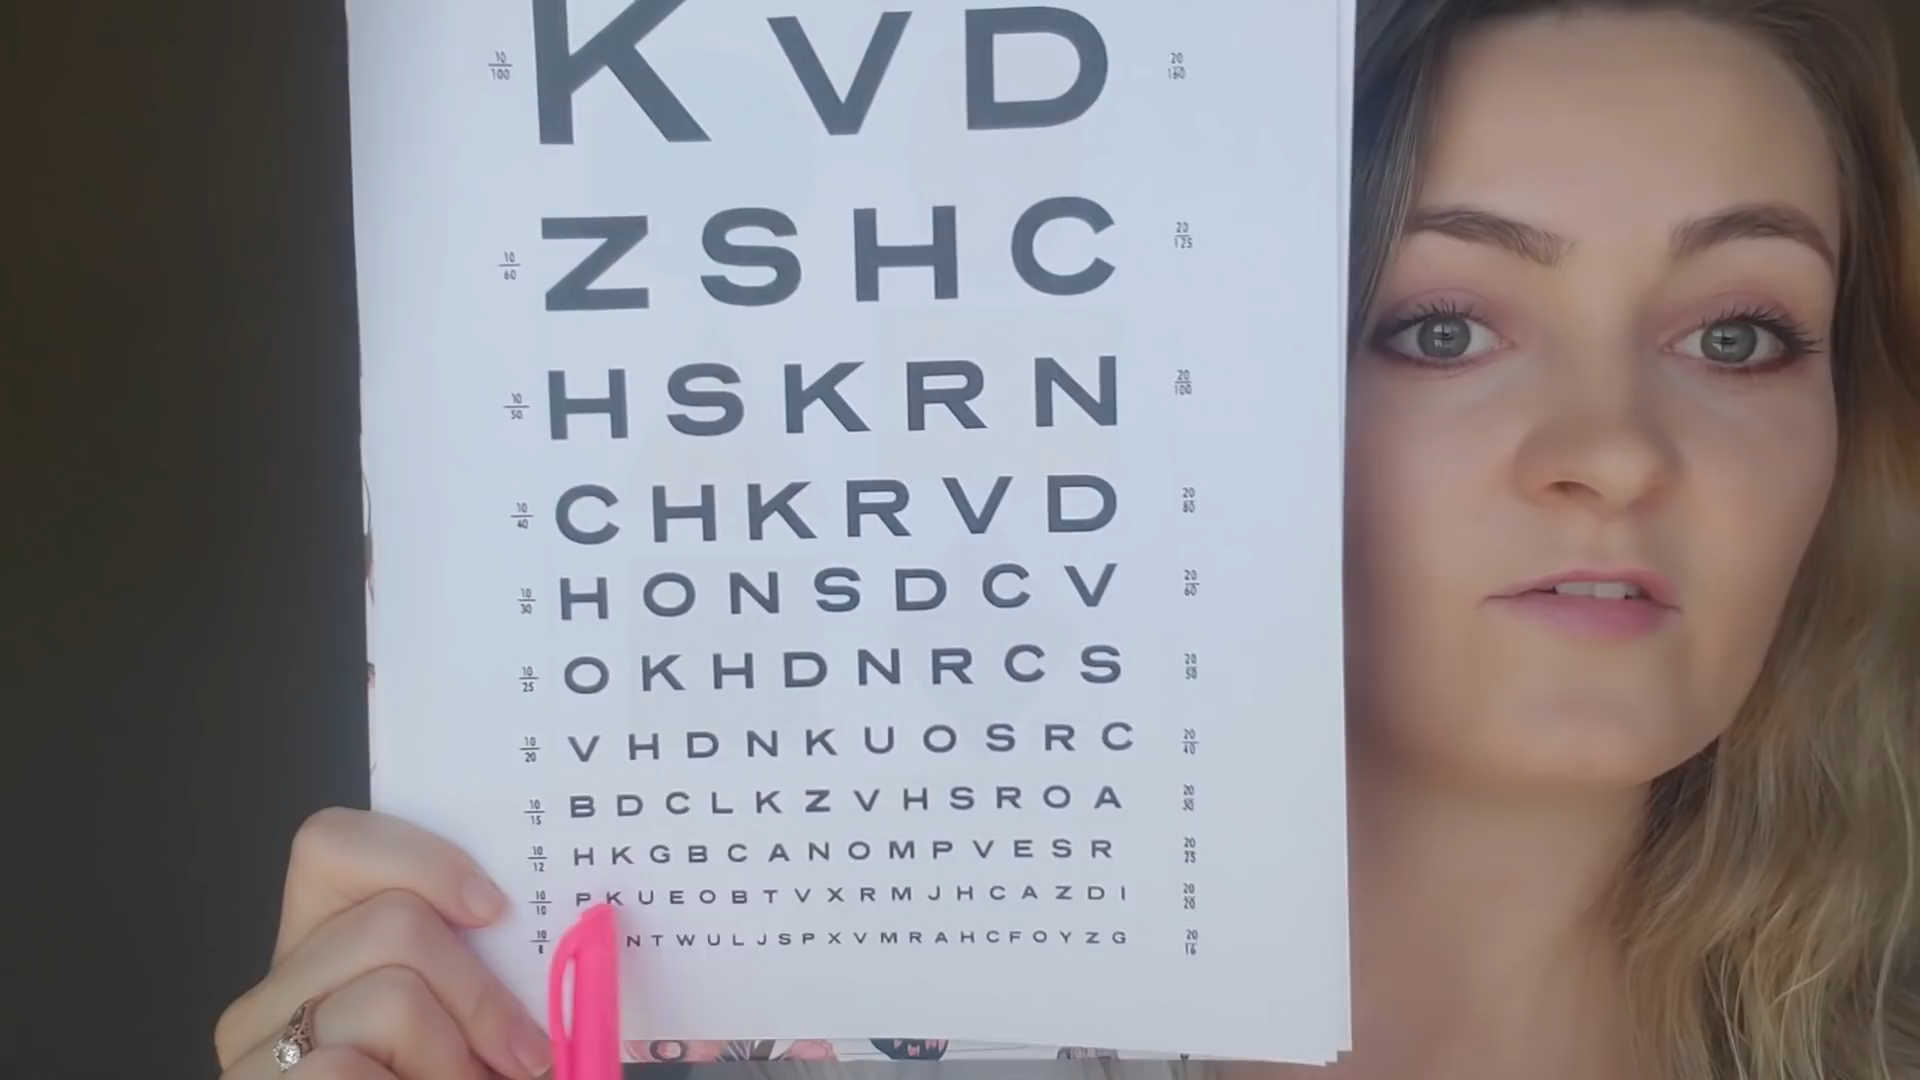 10/100 K V D 20/160
10/60 Z S H C 20/125
10/50 H S K R N 20/100
10/40 C H K R V D 20/80
10/30 H O N S D C V 20/60
10/25 O K H D N R C S 20/50
10/20 V H D N K U O S R C 20/40
10/15 B D C L K Z V H S R O A 20/30
10/12 H K G B C A N O M P V E S R 20/25
10/10 P K U E O B T V X R M J H C A Z D I 20/20
10/8 N T W U L J S P X V M R A H C F O Y Z G 20/16